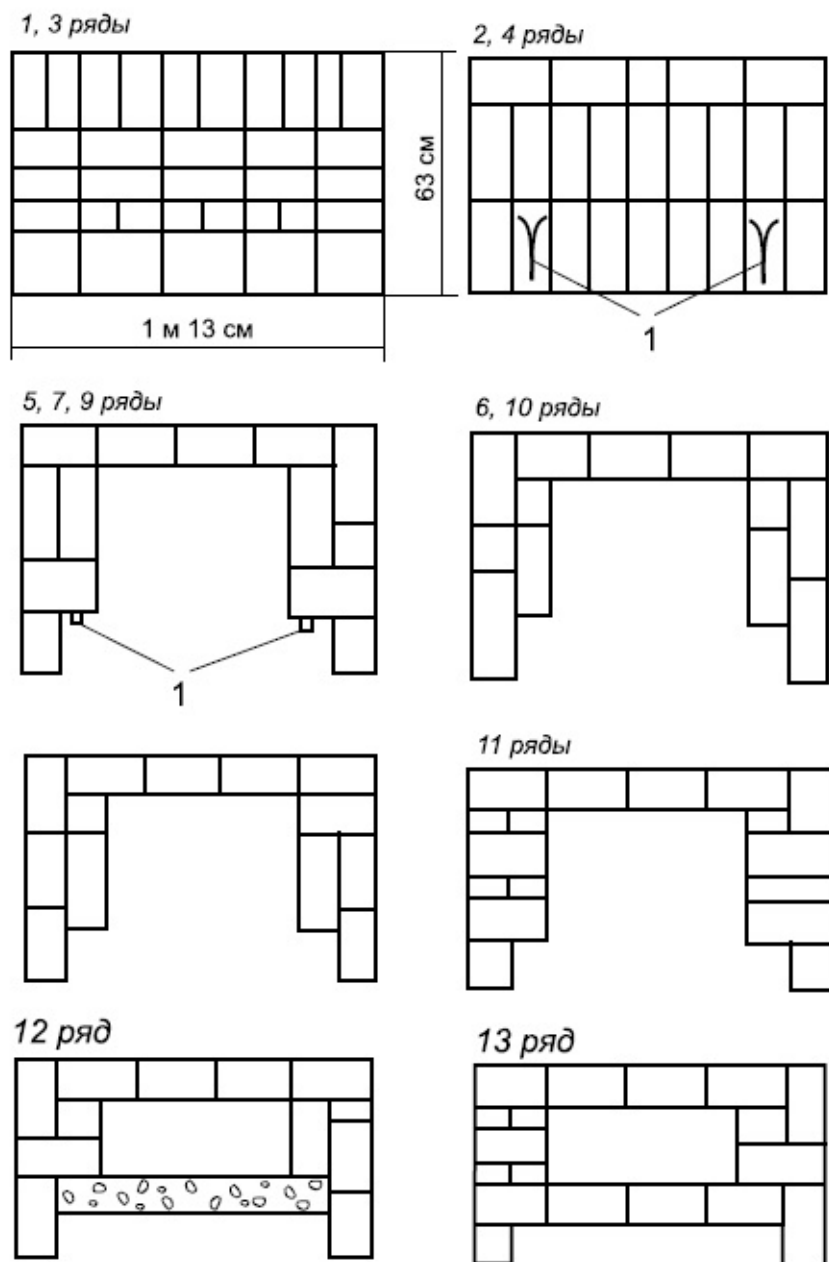 1, 3 ряды
2, 4 ряды
63 см
1 м 13 см
1
5, 7, 9 ряды
6, 10 ряды
1
11 ряды
12 ряд
13 ряд